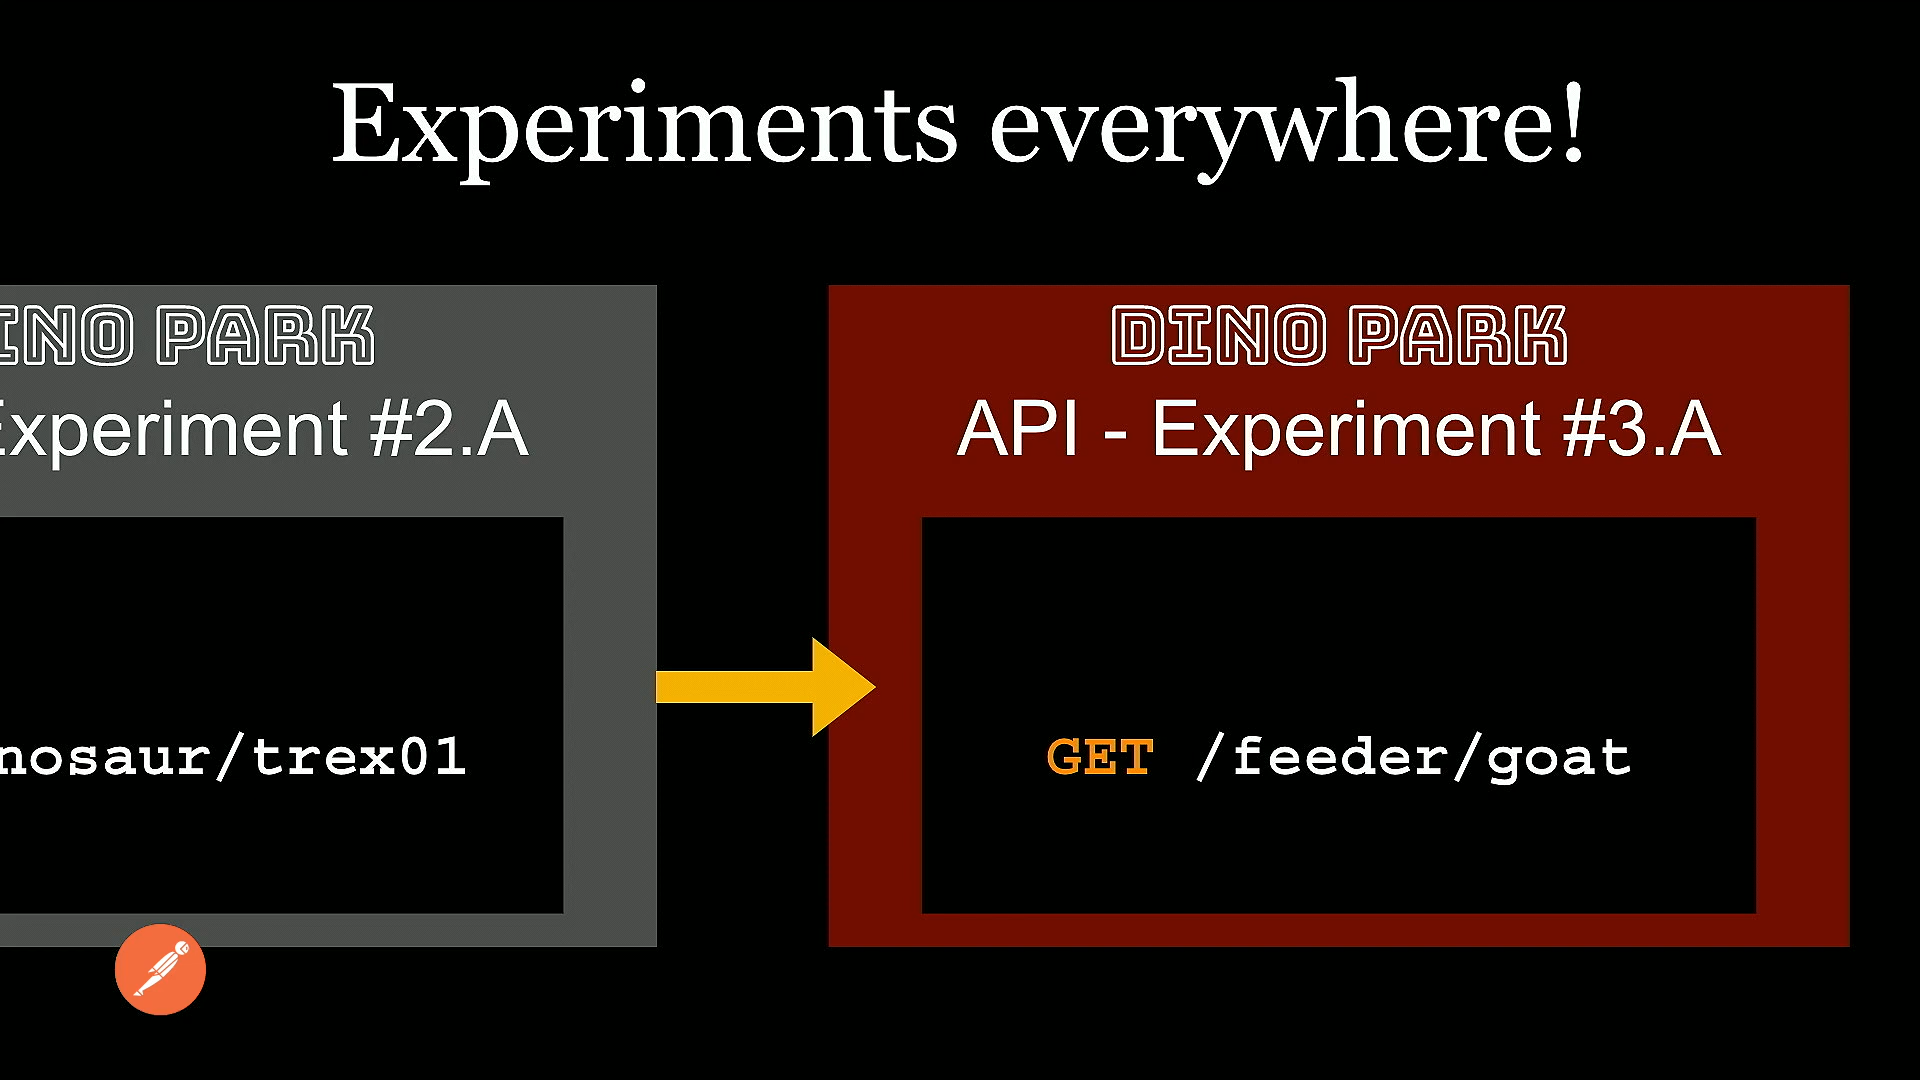 Experiments everywhere!
INO PARK
Experiment #2.A
nosaur/trex01
DINO PARK
API - Experiment #3.A
GET /feeder/goat